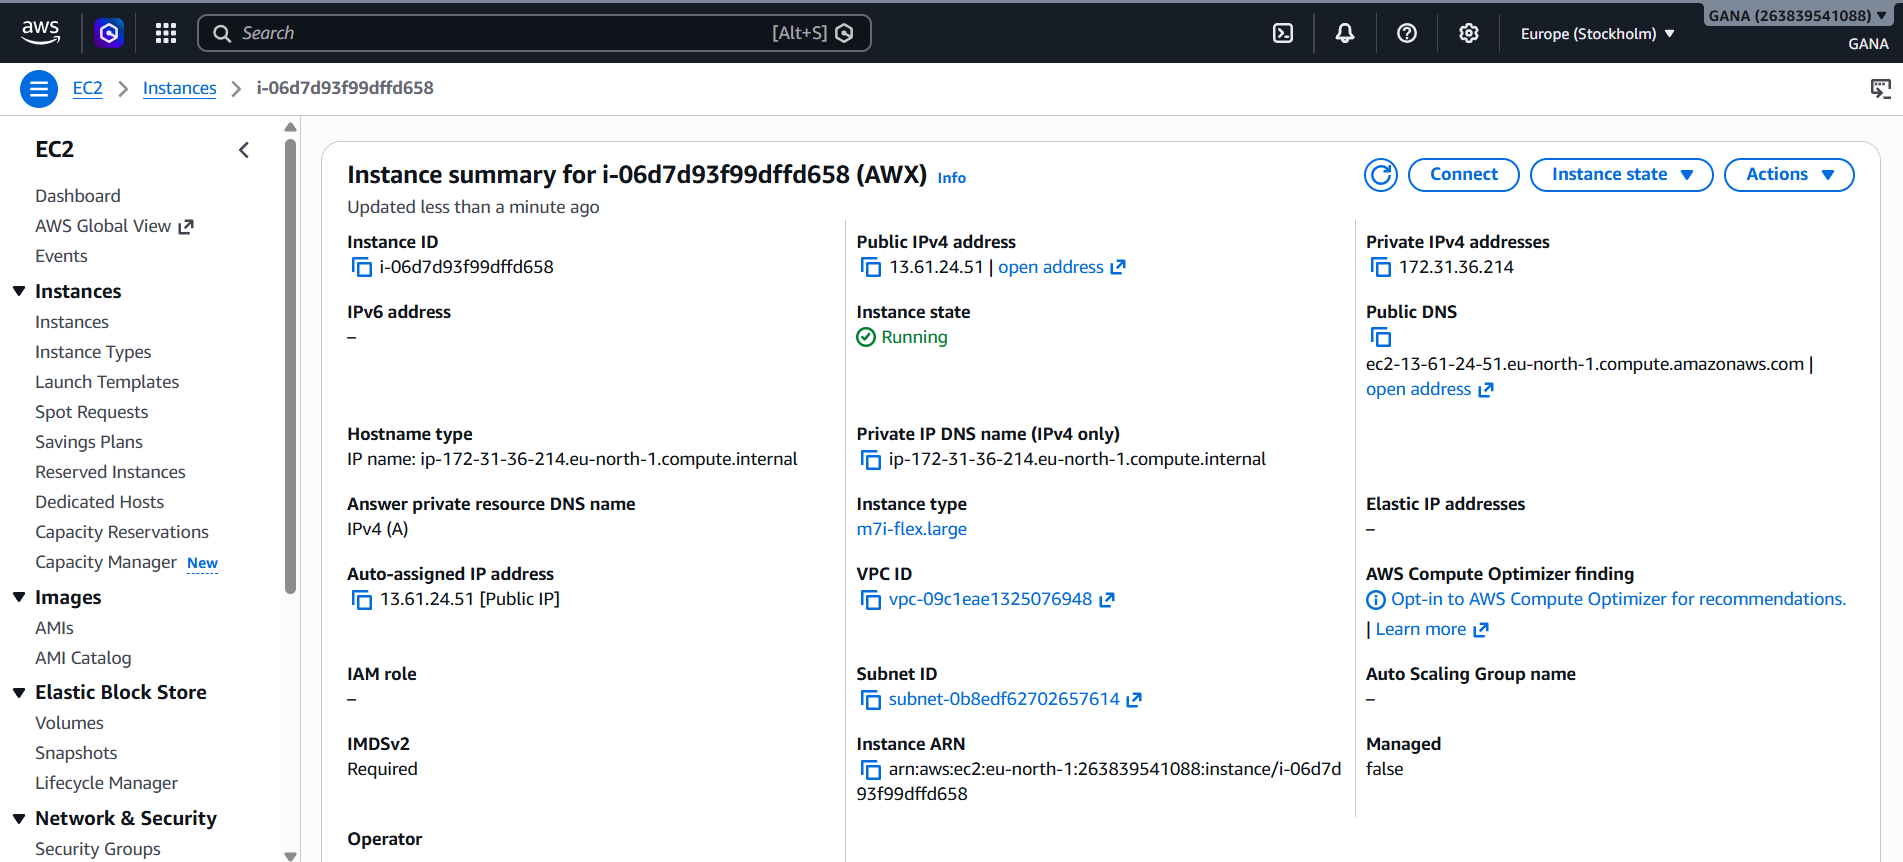 aws
Search
[Alt+S]
Europe (Stockholm)
GANA (263839541088)
GANA
EC2
Instances
i-06d7d93f99dffd658
EC2
Dashboard
AWS Global View
Events
Instances
Instances
Instance Types
Launch Templates
Spot Requests
Savings Plans
Reserved Instances
Dedicated Hosts
Capacity Reservations
Capacity Manager New
Images
AMIs
AMI Catalog
Elastic Block Store
Volumes
Snapshots
Lifecycle Manager
Network & Security
Security Groups
Instance summary for i-06d7d93f99dffd658 (AWX) Info
Updated less than a minute ago
Connect
Instance state
Actions
Instance ID
i-06d7d93f99dffd658
Public IPv4 address
13.61.24.51 | open address
Private IPv4 addresses
172.31.36.214
IPv6 address
–
Instance state
Running
Public DNS
ec2-13-61-24-51.eu-north-1.compute.amazonaws.com |
open address
Hostname type
IP name: ip-172-31-36-214.eu-north-1.compute.internal
Private IP DNS name (IPv4 only)
ip-172-31-36-214.eu-north-1.compute.internal
Answer private resource DNS name
IPv4 (A)
Instance type
m7i-flex.large
Elastic IP addresses
–
Auto-assigned IP address
13.61.24.51 [Public IP]
VPC ID
vpc-09c1eae1325076948
AWS Compute Optimizer finding
Opt-in to AWS Compute Optimizer for recommendations.
| Learn more
IAM role
–
Subnet ID
subnet-0b8edf62702657614
Auto Scaling Group name
–
IMDSv2
Required
Instance ARN
arn:aws:ec2:eu-north-1:263839541088:instance/i-06d7d
93f99dffd658
Managed
false
Operator